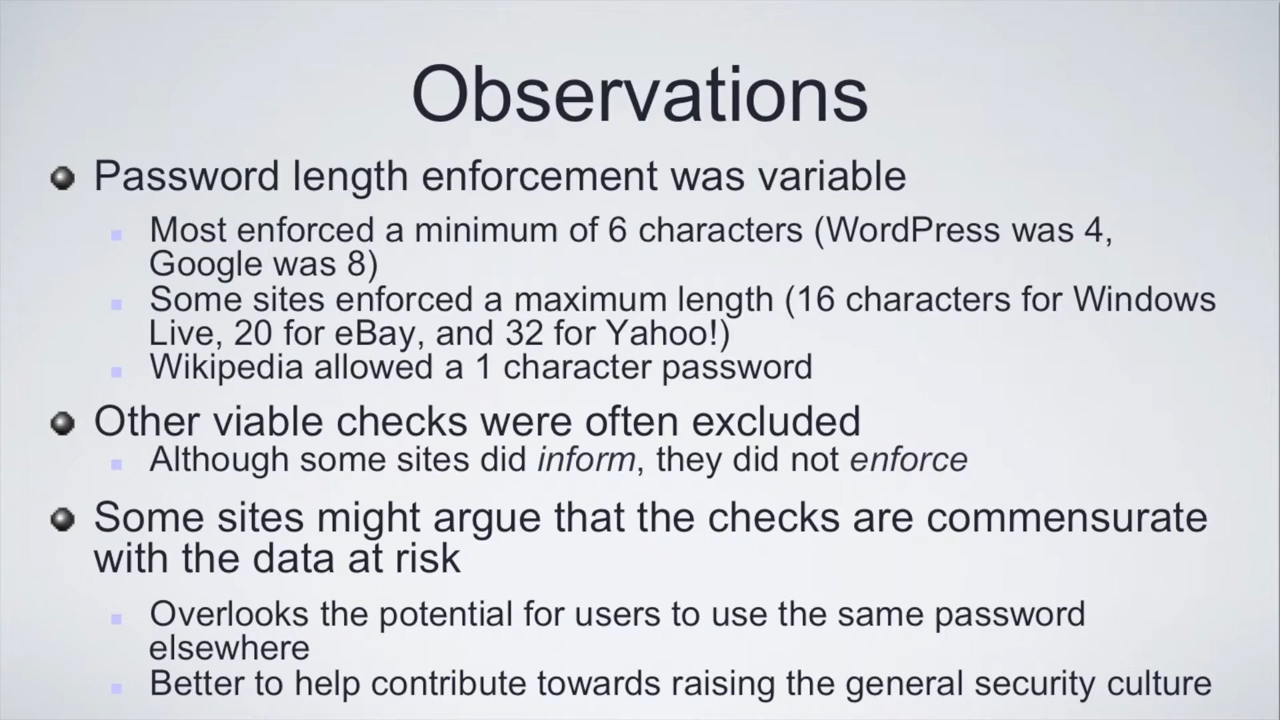 Observations
Password length enforcement was variable
Most enforced a minimum of 6 characters (WordPress was 4,
Google was 8)
Some sites enforced a maximum length (16 characters for Windows
Live, 20 for eBay, and 32 for Yahoo!)
Wikipedia allowed a 1 character password
Other viable checks were often excluded
Although some sites did inform, they did not enforce
Some sites might argue that the checks are commensurate
with the data at risk
Overlooks the potential for users to use the same password
elsewhere
Better to help contribute towards raising the general security culture